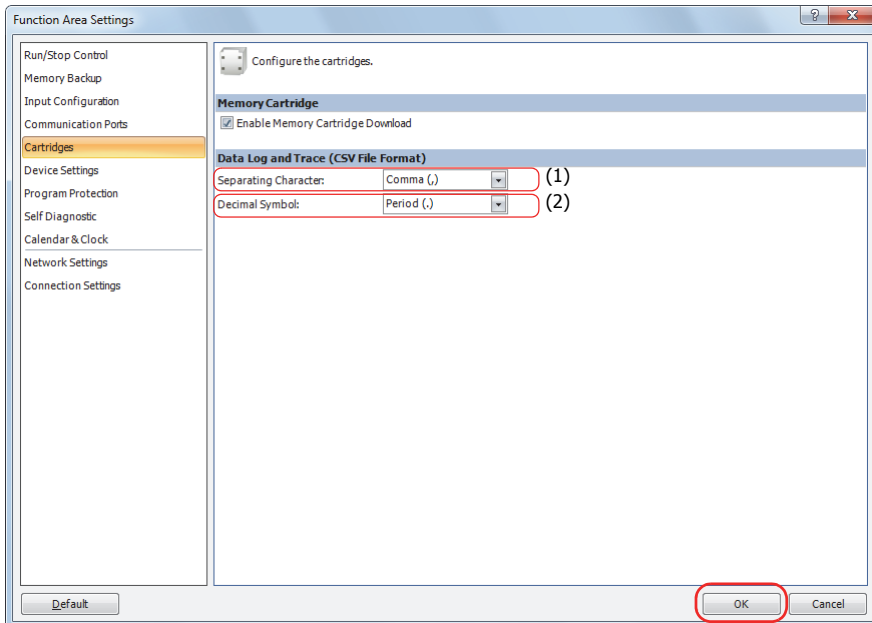 Function Area Settings
Run/Stop Control
Memory Backup
Input Configuration
Communication Ports
Cartridges
Device Settings
Program Protection
Self Diagnostic
Calendar & Clock
Network Settings
Connection Settings
Configure the cartridges.
Memory Cartridge
Enable Memory Cartridge Download
Data Log and Trace (CSV File Format)
Separating Character: Comma (,) (1)
Decimal Symbol: Period (.) (2)
Default OK Cancel